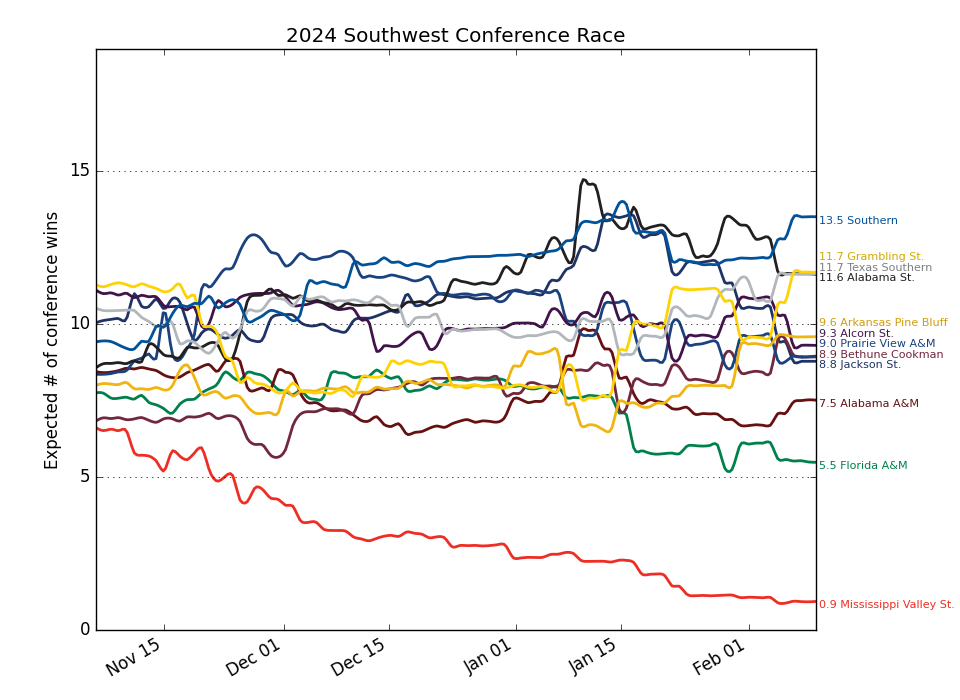 2024 Southwest Conference Race
Expected # of conference wins
15
10
5
0
Nov 15
Dec 01
Dec 15
Jan 01
Jan 15
Feb 01
13.5 Southern
11.7 Grambling St.
11.7 Texas Southern
11.6 Alabama St.
9.6 Arkansas Pine Bluff
9.3 Alcorn St.
9.0 Prairie View A&M
8.9 Bethune Cookman
8.8 Jackson St.
7.5 Alabama A&M
5.5 Florida A&M
0.9 Mississippi Valley St.